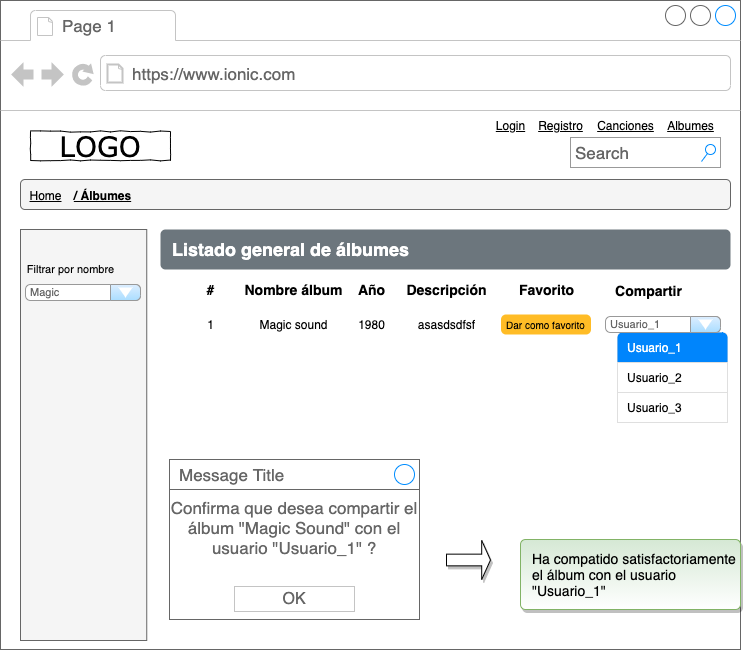 Page 1
https://www.ionic.com
Login Registro Canciones Albumes
LOGO
Search
Home / Álbumes
Listado general de álbumes
Filtrar por nombre
Magic
# Nombre álbum Año Descripción Favorito Compartir
1 Magic sound 1980 asasdsdfsf Dar como favorito Usuario_1
Usuario_1
Usuario_2
Usuario_3
Message Title
Confirma que desea compartir el
álbum "Magic Sound" con el
usuario "Usuario_1" ?
OK
Ha compatido satisfactoriamente
el álbum con el usuario
"Usuario_1"